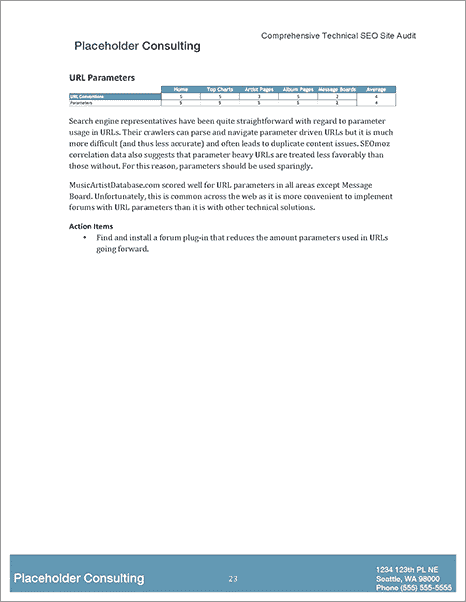 Comprehensive Technical SEO Site Audit
Placeholder Consulting
URL Parameters
Home Top Charts Artist Pages Album Pages Message Boards Average
URL Conventions 5 5 3 5 2 4
Parameters 5 5 5 5 2 4
Search engine representatives have been quite straightforward with regard to parameter
usage in URLs. Their crawlers can parse and navigate parameter driven URLs but it is much
more difficult (and thus less accurate) and often leads to duplicate content issues. SEOmoz
correlation data also suggests that parameter heavy URLs are treated less favorably than
those without. For this reason, parameters should be used sparingly.
MusicArtistDatabase.com scored well for URL parameters in all areas except Message
Board. Unfortunately, this is common across the web as it is more convenient to implement
forums with URL parameters than it is with other technical solutions.
Action Items
• Find and install a forum plug-in that reduces the amount parameters used in URLs
going forward.
Placeholder Consulting
23
1234 123th PL NE
Seattle, WA 98000
Phone (555) 555-5555